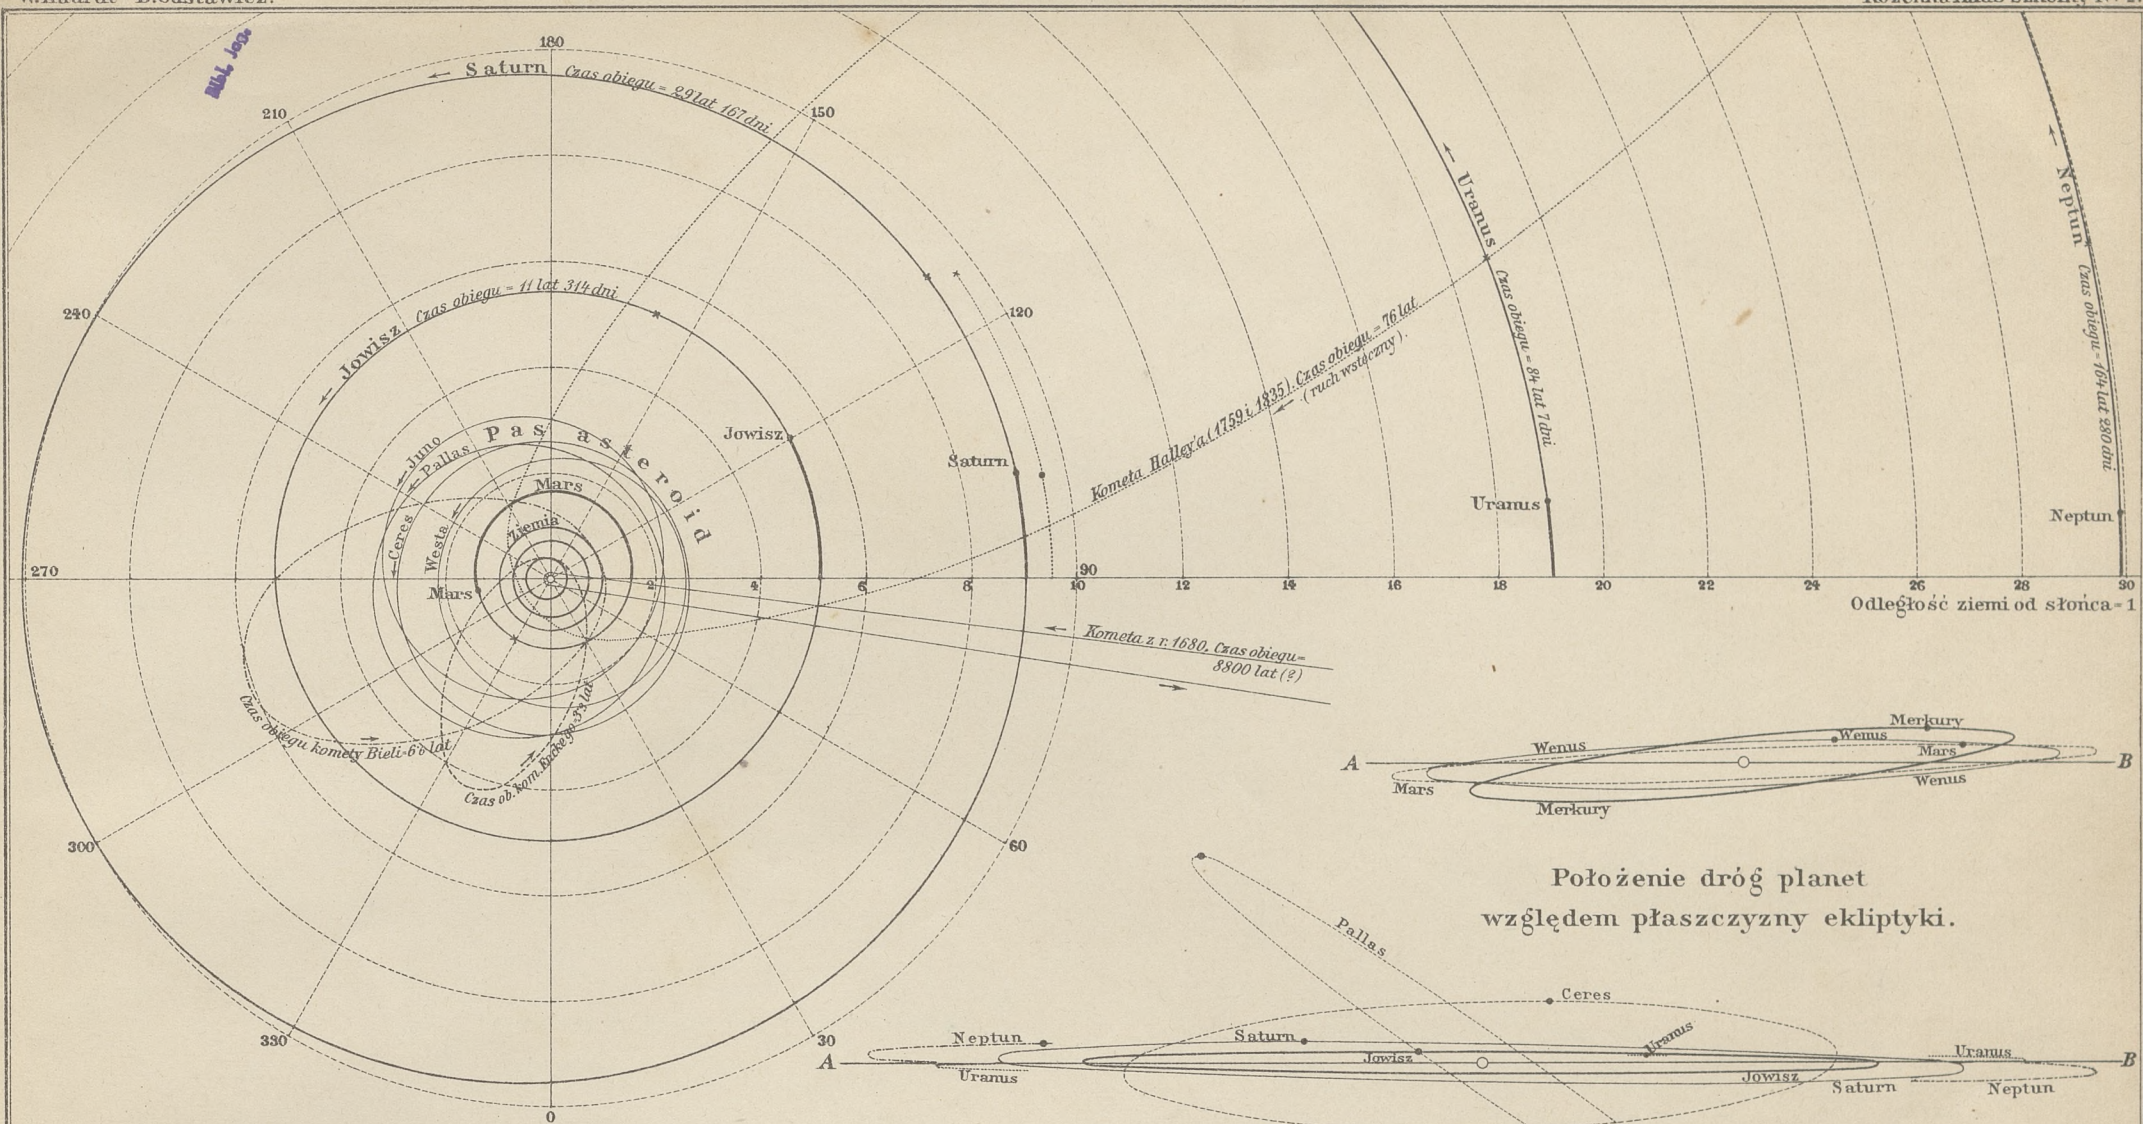 Bibl. Jag.
180
Saturn Czas obiegu = 29 lat 167 dni
210
150
Uranus
Neptun
Jowisz Czas obiegu = 11 lat 314 dni
240
120
Czas obiegu = 84 lat 7 dni
Czas obiegu = 164 lat 280 dni
Kometa Halley'a (1759 i 1835). Czas obiegu = 76 lat
(ruch wsteczny).
Pas asteroid
Jowisz
Juno
Pallas
Saturn
Mars
Ceres
Westa
Ziemia
Uranus
Neptun
270
90
2 4 6 8 10 12 14 16 18 20 22 24 26 28 30
Mars
Odległość ziemi od słońca=1
Kometa z r. 1680. Czas obiegu=
8800 lat (?)
Czas obiegu komety Bieli=6·6 lat
Czas ob. kom. Enckego=3·3 lat
Merkury
Wenus
Wenus
Mars
A
B
Mars
Wenus
Merkury
300
60
Położenie dróg planet
względem płaszczyzny ekliptyki.
Pallas
Ceres
330
30
Neptun
Saturn
Uranus
Jowisz
Uranus
A
B
Uranus
Jowisz
Saturn
Neptun
0